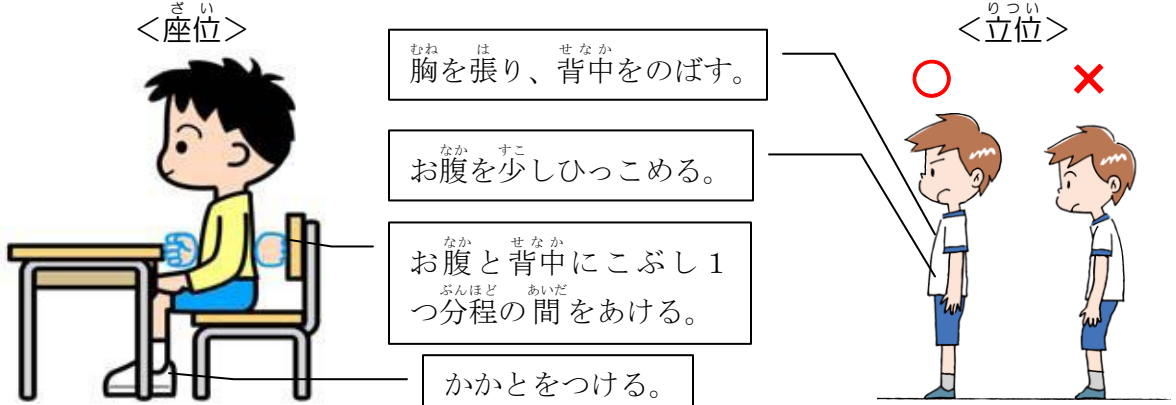 ＜座位＞
＜立位＞
胸を張り、背中をのばす。
お腹を少しひっこめる。
お腹と背中にこぶし１
つ分程の間をあける。
かかとをつける。